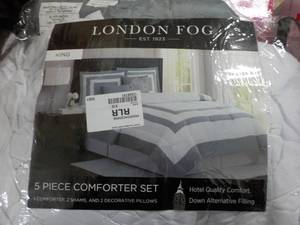 LONDON FOG
EST. 1923
KING
RLR
5 PIECE COMFORTER SET
1 COMFORTER, 2 SHAMS, AND 2 DECORATIVE PILLOWS
Hotel Quality Comfort
Down Alternative Filling